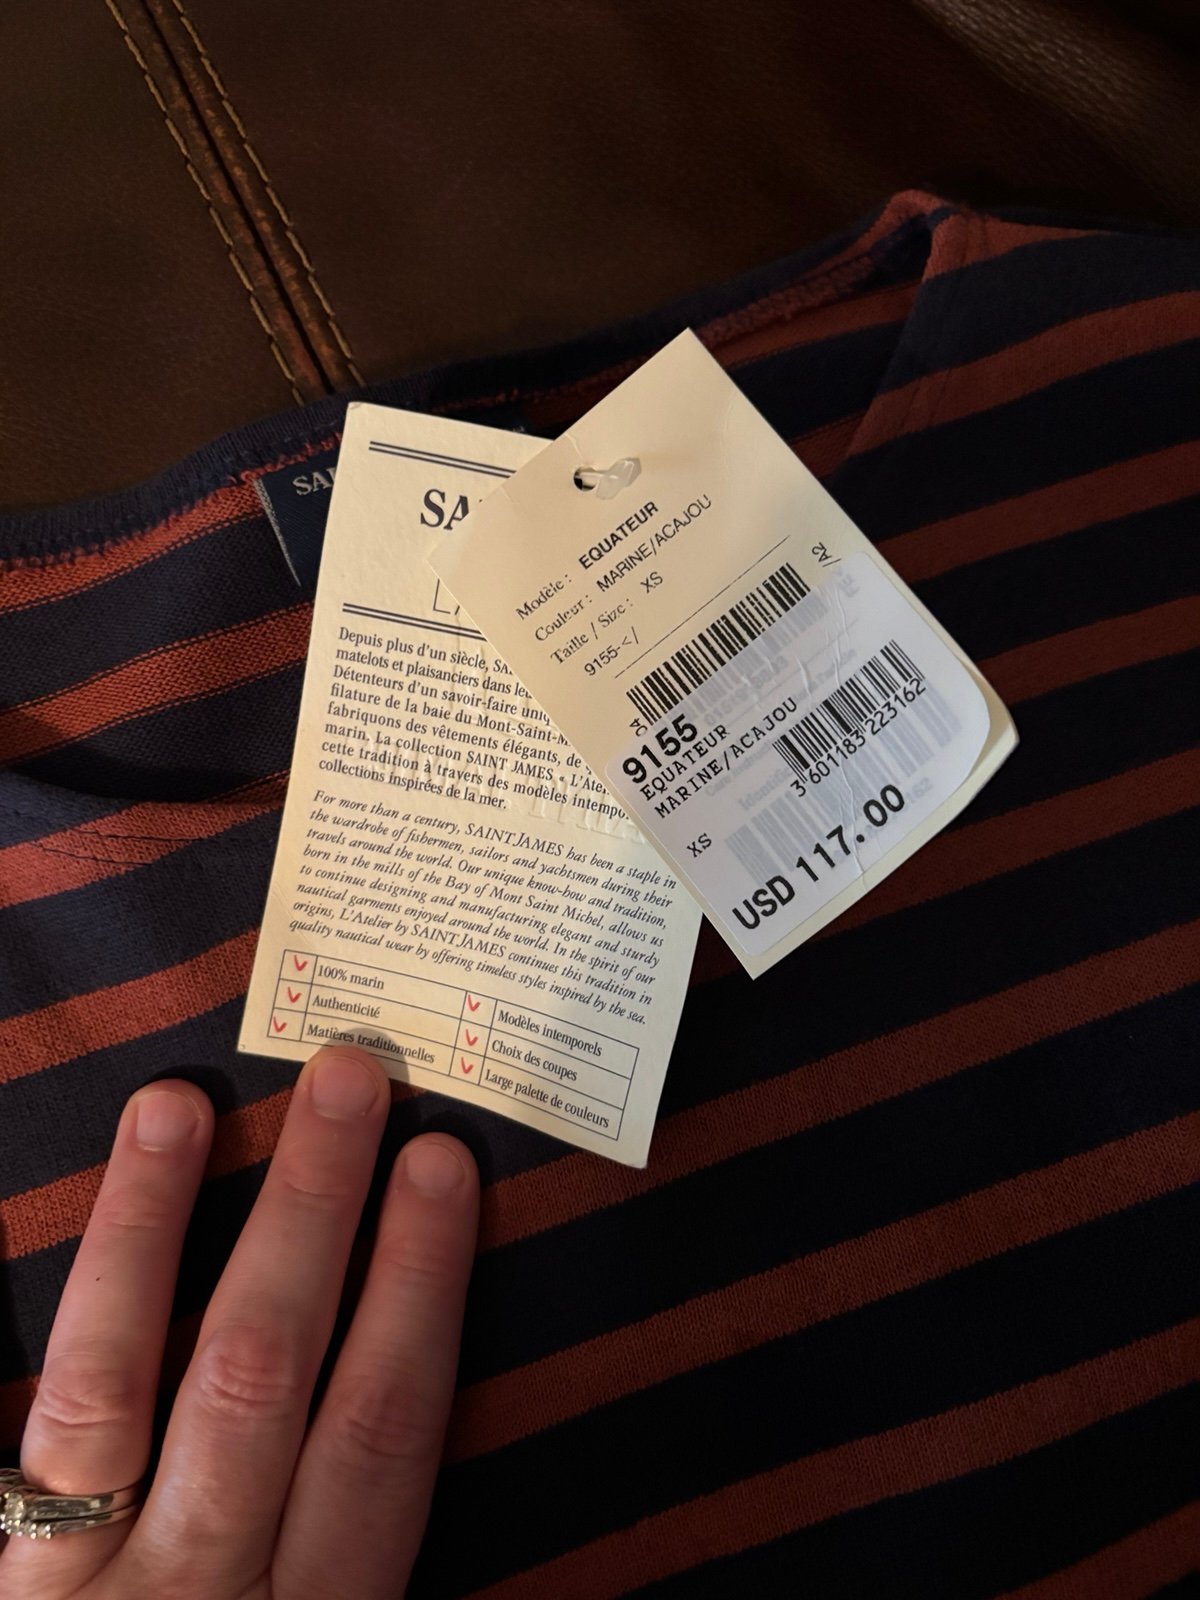 SA
Depuis plus d'un siècle,
matelots et plaisanciers dans
Détenteurs d'un savoir-faire
filature de la baie du Mont-Saint-
fabriquons des vêtements élégants, de
marin. La collection SAINT JAMES «
cette tradition à travers des modèles
collections inspirées de la mer.
For more than a century, SAINT JAMES has been a staple in
the wardrobe of fishermen, sailors and yachtsmen during their
travels around the world. Our unique know-how and tradition,
born in the mills of the Bay of Mont Saint Michel, allows us
to continue designing and manufacturing elegant and sturdy
nautical garments enjoyed around the world. In the spirit of our
origins, L'Atelier by SAINT JAMES continues this tradition in
quality nautical wear by offering timeless styles inspired by the sea.
100% marin
Authenticité
Matières traditionnelles
Modèles intemporels
Choix des coupes
Large palette de couleurs
Modèle : EQUATEUR
Couleur : MARINE/ACAJOU
Taille / Size : XS
9155-</
/A2
04
9155
EQUATEUR
MARINE/ACAJOU
3 601183 223162
XS
USD 117.00